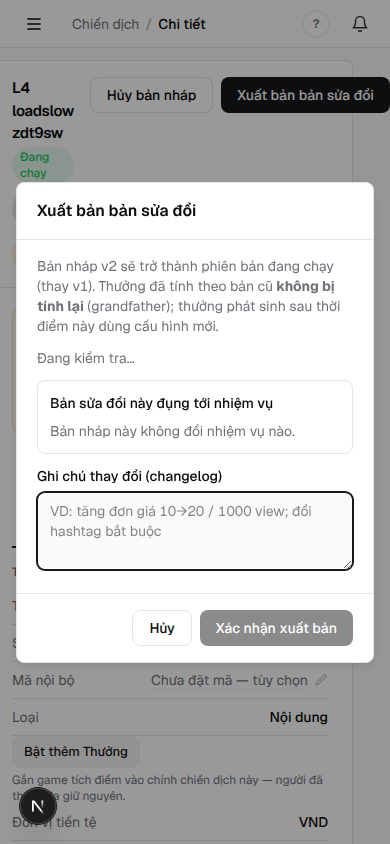 Chiến dịch / Chi tiết
?
L4
loadslow
zdt9sw
Hủy bản nháp
Xuất bản bản sửa đổi
Đang
chạy
Xuất bản bản sửa đổi
Bản nháp v2 sẽ trở thành phiên bản đang chạy
(thay v1). Thưởng đã tính theo bản cũ không bị
tính lại (grandfather); thưởng phát sinh sau thời
điểm này dùng cấu hình mới.
Đang kiểm tra…
Bản sửa đổi này đụng tới nhiệm vụ
Bản nháp này không đổi nhiệm vụ nào.
Ghi chú thay đổi (changelog)
VD: tăng đơn giá 10→20 / 1000 view; đổi
hashtag bắt buộc
Hủy
Xác nhận xuất bản
Mã nội bộ
Chưa đặt mã — tùy chọn
Loại
Nội dung
Bật thêm Thưởng
Gắn game tích điểm vào chính chiến dịch này — người đã
giữ nguyên.
N
Đơn vị tiền tệ
VND